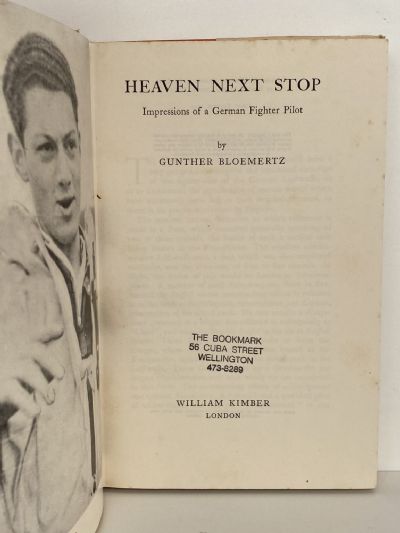 HEAVEN NEXT STOP
Impressions of a German Fighter Pilot
by
GUNTHER BLOEMERTZ
THE BOOKMARK
56 CUBA STREET
WELLINGTON
473-8289
WILLIAM KIMBER
LONDON